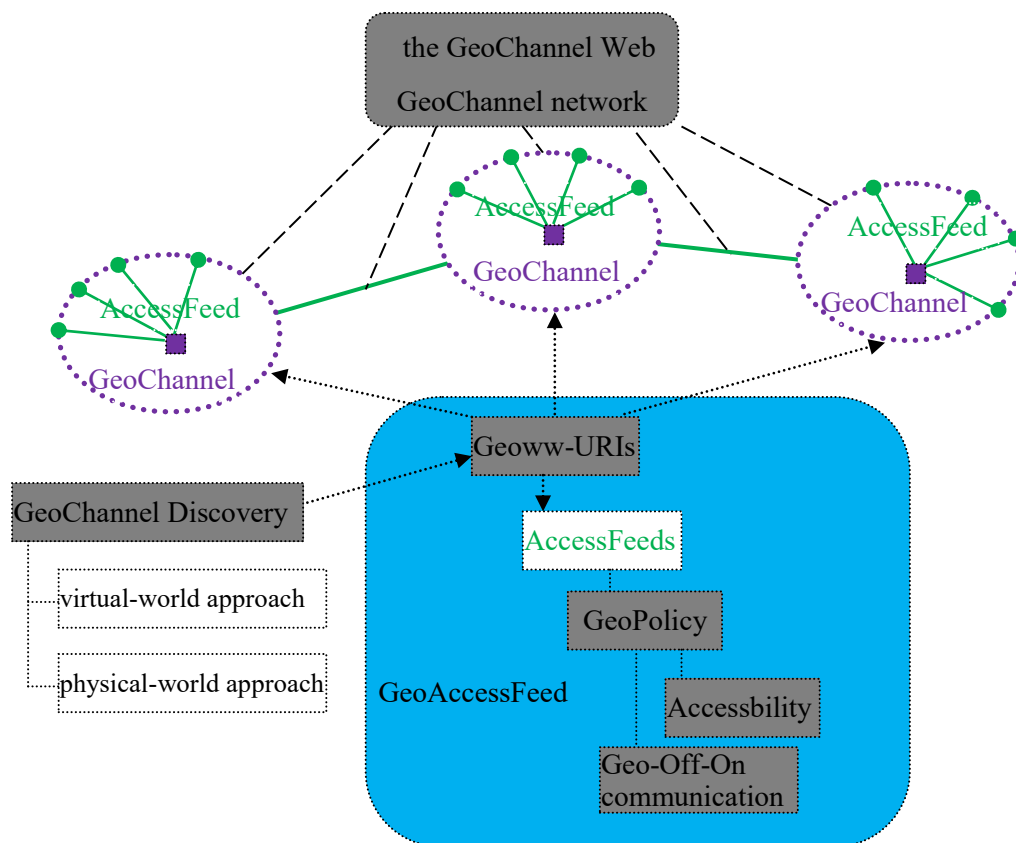 the GeoChannel Web
GeoChannel network
AccessFeed
GeoChannel
AccessFeed
GeoChannel
AccessFeed
GeoChannel
Geoww-URIs
GeoChannel Discovery
AccessFeeds
virtual-world approach
GeoPolicy
physical-world approach
GeoAccessFeed
Accessbility
Geo-Off-On
communication